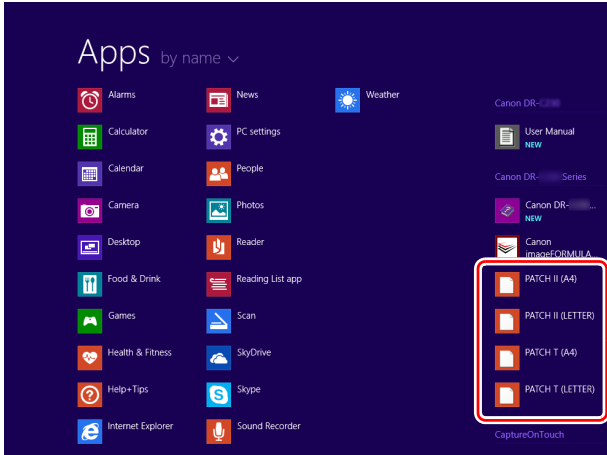 Apps by name
Alarms
Calculator
Calendar
Camera
Desktop
Food & Drink
Games
Health & Fitness
Help+Tips
Internet Explorer
News
PC settings
People
Photos
Reader
Reading List app
Scan
SkyDrive
Skype
Sound Recorder
Weather
Canon DR-
User Manual
NEW
Canon DR- Series
Canon DR- ...
NEW
Canon
imageFORMULA...
PATCH II (A4)
PATCH II (LETTER)
PATCH T (A4)
PATCH T (LETTER)
CaptureOnTouch